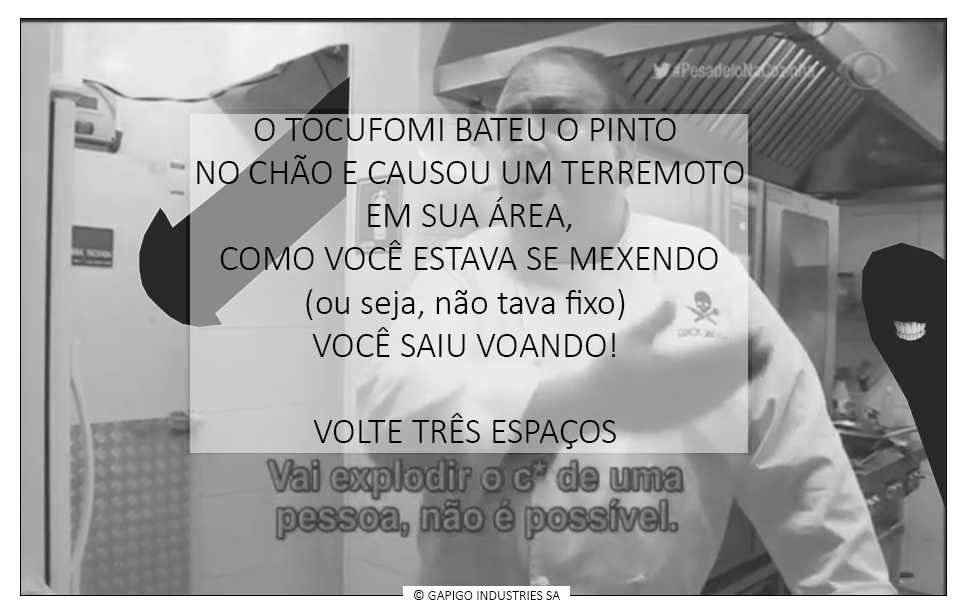 #PesadeloNaCozinha
O TOCUFOMI BATEU O PINTO
NO CHÃO E CAUSOU UM TERREMOTO
EM SUA ÁREA,
COMO VOCÊ ESTAVA SE MEXENDO
(ou seja, não tava fixo)
VOCÊ SAIU VOANDO!
VOLTE TRÊS ESPAÇOS
Vai explodir o c* de uma
pessoa, não é possível.
© GAPIGO INDUSTRIES SA